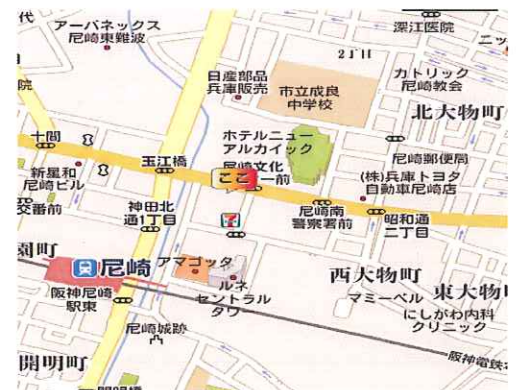 代
アーバネックス
尼崎東難波
深江医院
ニッ
2丁目
院
日産部品
兵庫販売
市立成良
中学校
カトリック
尼崎教会
北大物町
十間
玉江橋
ホテルニュー
アルカイック
尼崎文化
ー前
ここ
尼崎郵便局
(株)兵庫トヨタ
自動車尼崎店
新星和
尼崎ビル
交番前
神田北
通1丁目
尼崎南
警察署前
昭和通
二丁目
園町
尼崎
アマゴッタ
阪神尼崎
駅東
ルネ
セントラル
タワ
西大物町
東大物
マミーベル
にしがわ内科
クリニック
尼崎城跡
開明町
阪神電鉄